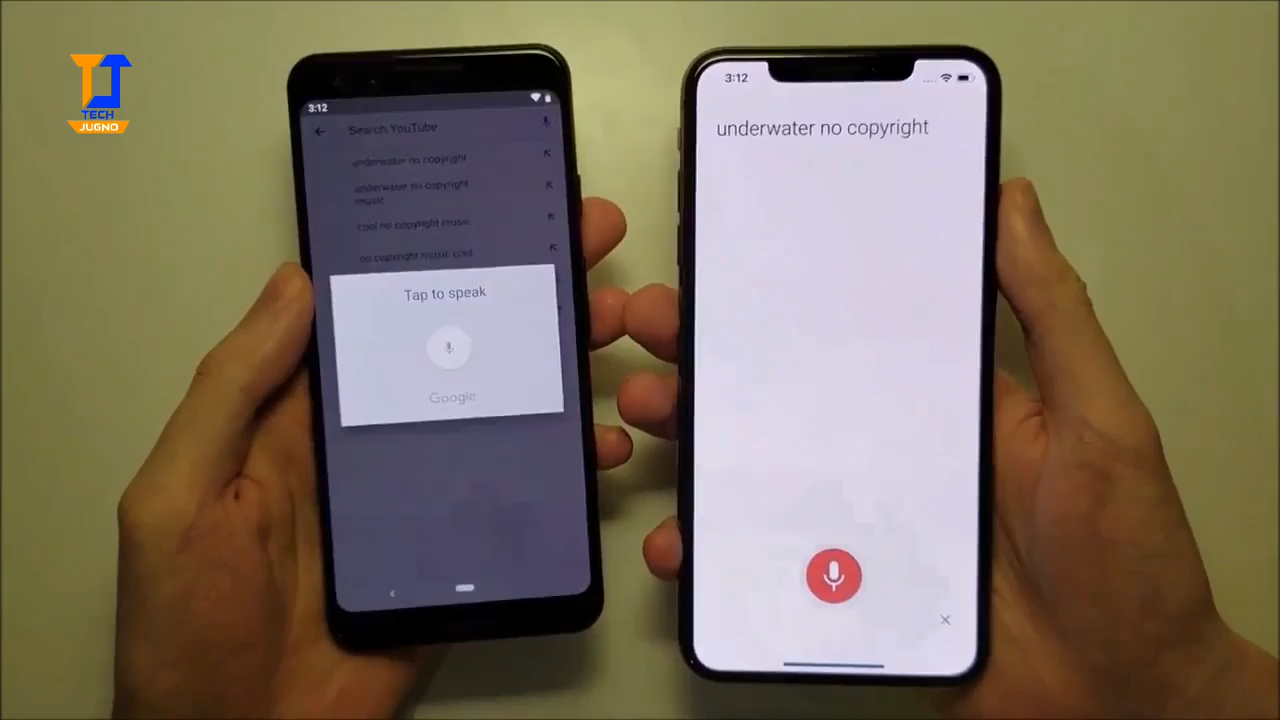 TECH
JUGNO
3:12
Search YouTube
underwater no copyright
underwater no copyright
music
cool no copyright music
no copyright music cool
Tap to speak
Google
3:12
underwater no copyright